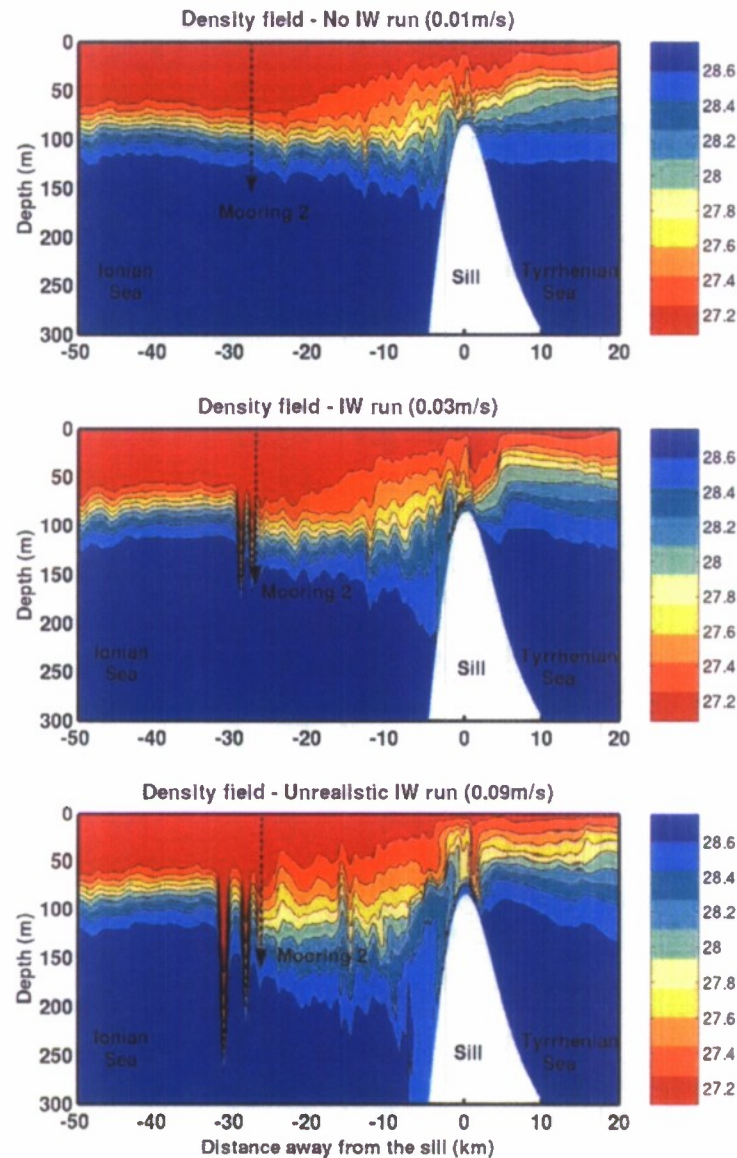 Density field - No IW run (0.01m/s)
0
50
100
150
200
250
300
Depth (m)
Mooring 2
Ionian
Sea
Sill
Tyrrhenian
Sea
-50 -40 -30 -20 -10 0 10 20
28.6
28.4
28.2
28
27.8
27.6
27.4
27.2
Density field - IW run (0.03m/s)
0
50
100
150
200
250
300
Depth (m)
Mooring 2
Ionian
Sea
Sill
Tyrrhenian
Sea
-50 -40 -30 -20 -10 0 10 20
28.6
28.4
28.2
28
27.8
27.6
27.4
27.2
Density field - Unrealistic IW run (0.09m/s)
0
50
100
150
200
250
300
Depth (m)
Mooring 2
Ionian
Sea
Sill
Tyrrhenian
Sea
-50 -40 -30 -20 -10 0 10 20
Distance away from the sill (km)
28.6
28.4
28.2
28
27.8
27.6
27.4
27.2